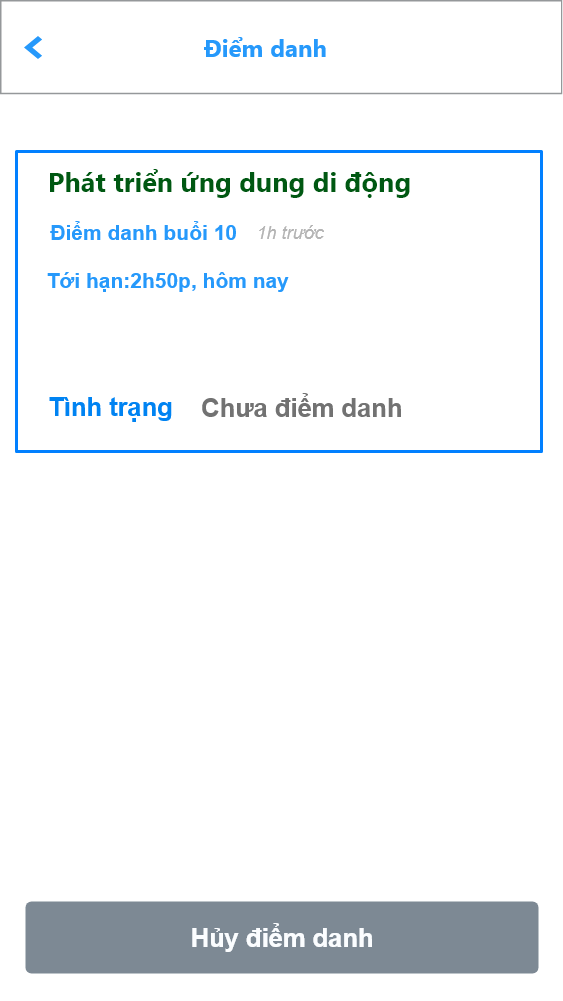 Điểm danh
Phát triển ứng dung di động
Điểm danh buổi 10 1h trước
Tới hạn:2h50p, hôm nay
Tình trạng Chưa điểm danh
Hủy điểm danh